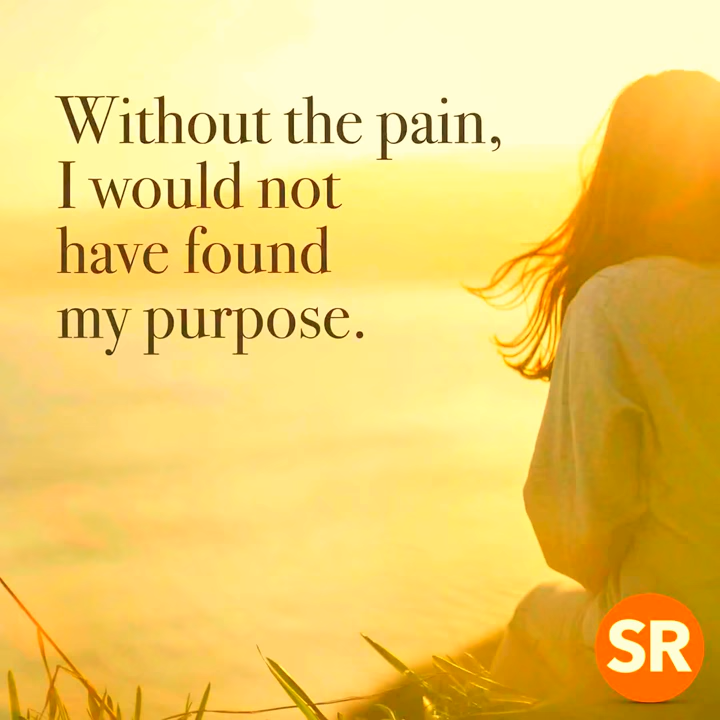 Without the pain,
I would not
have found
my purpose.
SR